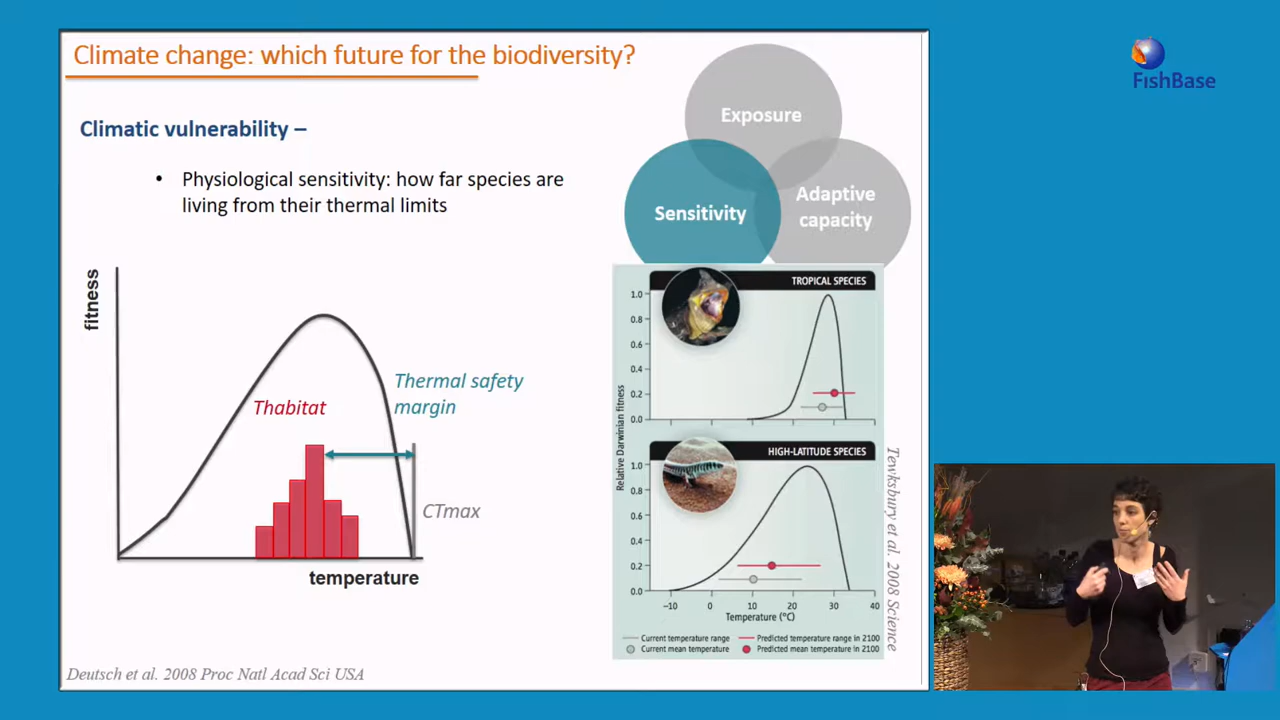 Climate change: which future for the biodiversity?
FishBase
Climatic vulnerability –
• Physiological sensitivity: how far species are
living from their thermal limits
Exposure
Sensitivity
Adaptive
capacity
fitness
Thabitat
Thermal safety
margin
CTmax
temperature
TROPICAL SPECIES
1.0
0.8
0.6
0.4
0.2
0.0
Relative Darwinian fitness
HIGH-LATITUDE SPECIES
1.0
0.8
0.6
0.4
0.2
0.0
−10 0 10 20 30 40
Temperature (°C)
Current temperature range
Predicted temperature range in 2100
Current mean temperature
Predicted mean temperature in 2100
Tewksbury et al. 2008 Science
Deutsch et al. 2008 Proc Natl Acad Sci USA